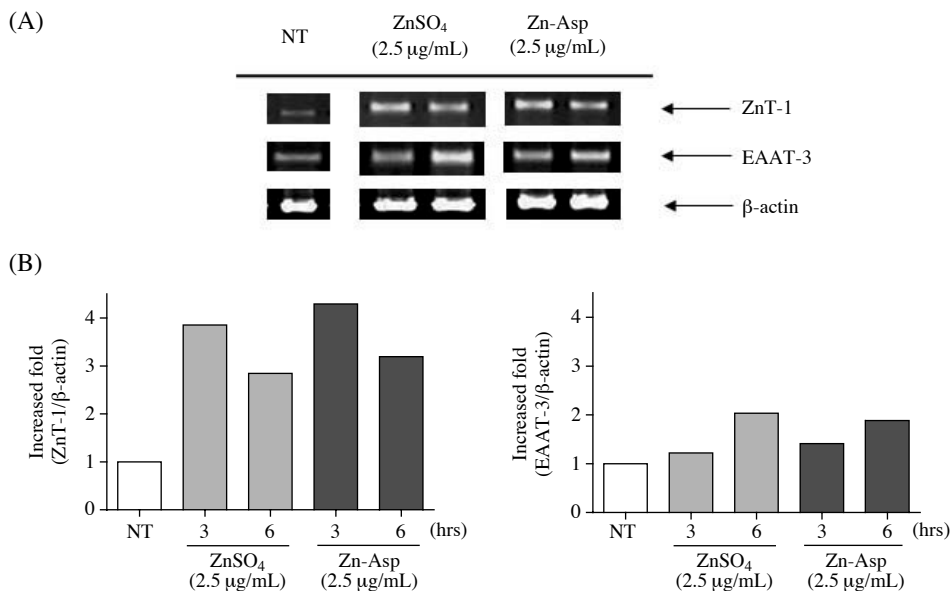 (A)
NT
ZnSO₄
(2.5 µg/mL)
Zn-Asp
(2.5 µg/mL)
ZnT-1
EAAT-3
β-actin
(B)
Increased fold
(ZnT-1/β-actin)
4
3
2
1
0
NT
3
6
3
6
(hrs)
ZnSO₄
(2.5 µg/mL)
Zn-Asp
(2.5 µg/mL)
Increased fold
(EAAT-3/β-actin)
4
3
2
1
0
NT
3
6
3
6
(hrs)
ZnSO₄
(2.5 µg/mL)
Zn-Asp
(2.5 µg/mL)